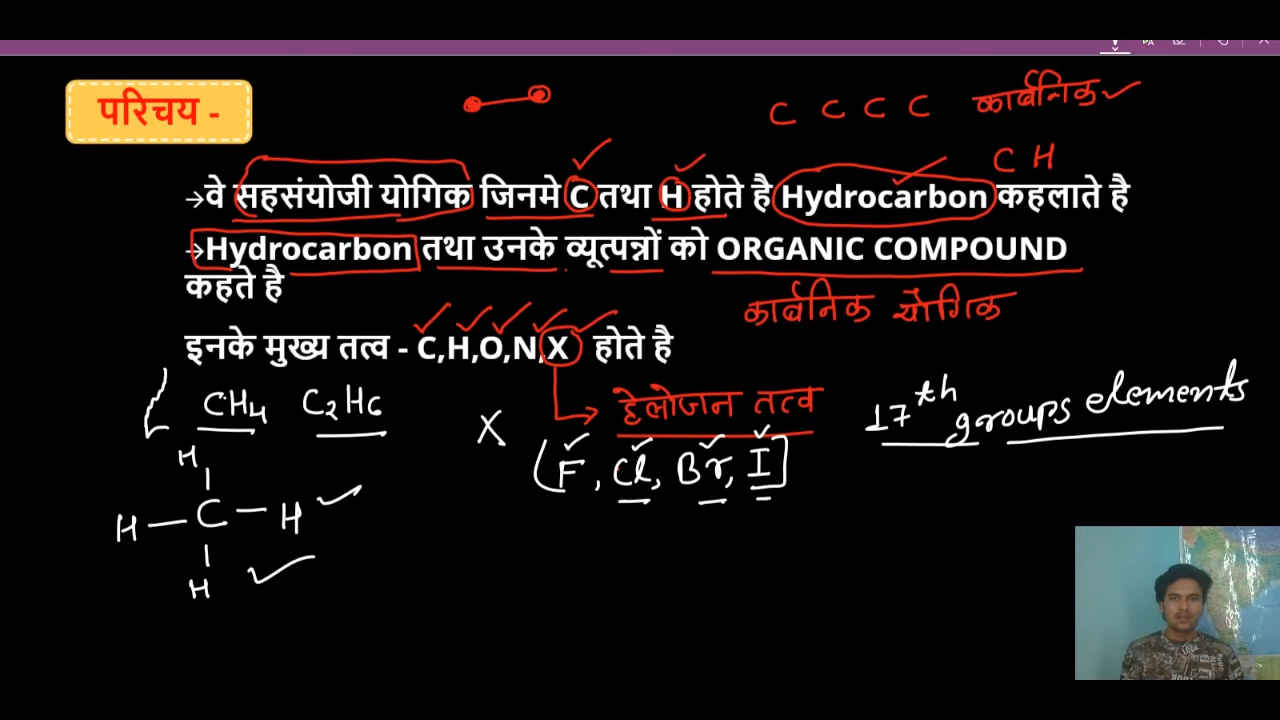 परिचय -
C C C C कार्बनिक
C H
→वे सहसंयोजी योगिक जिनमे C तथा H होते है Hydrocarbon कहलाते है
→Hydrocarbon तथा उनके व्यूत्पन्नों को ORGANIC COMPOUND
कहते है
कार्बनिक योगिक
इनके मुख्य तत्व - C,H,O,N,X होते है
CH4 C2H6
X
हेलोजन तत्व
17th groups elements
(F, Cl, Br, I]
H
H — C — H
H